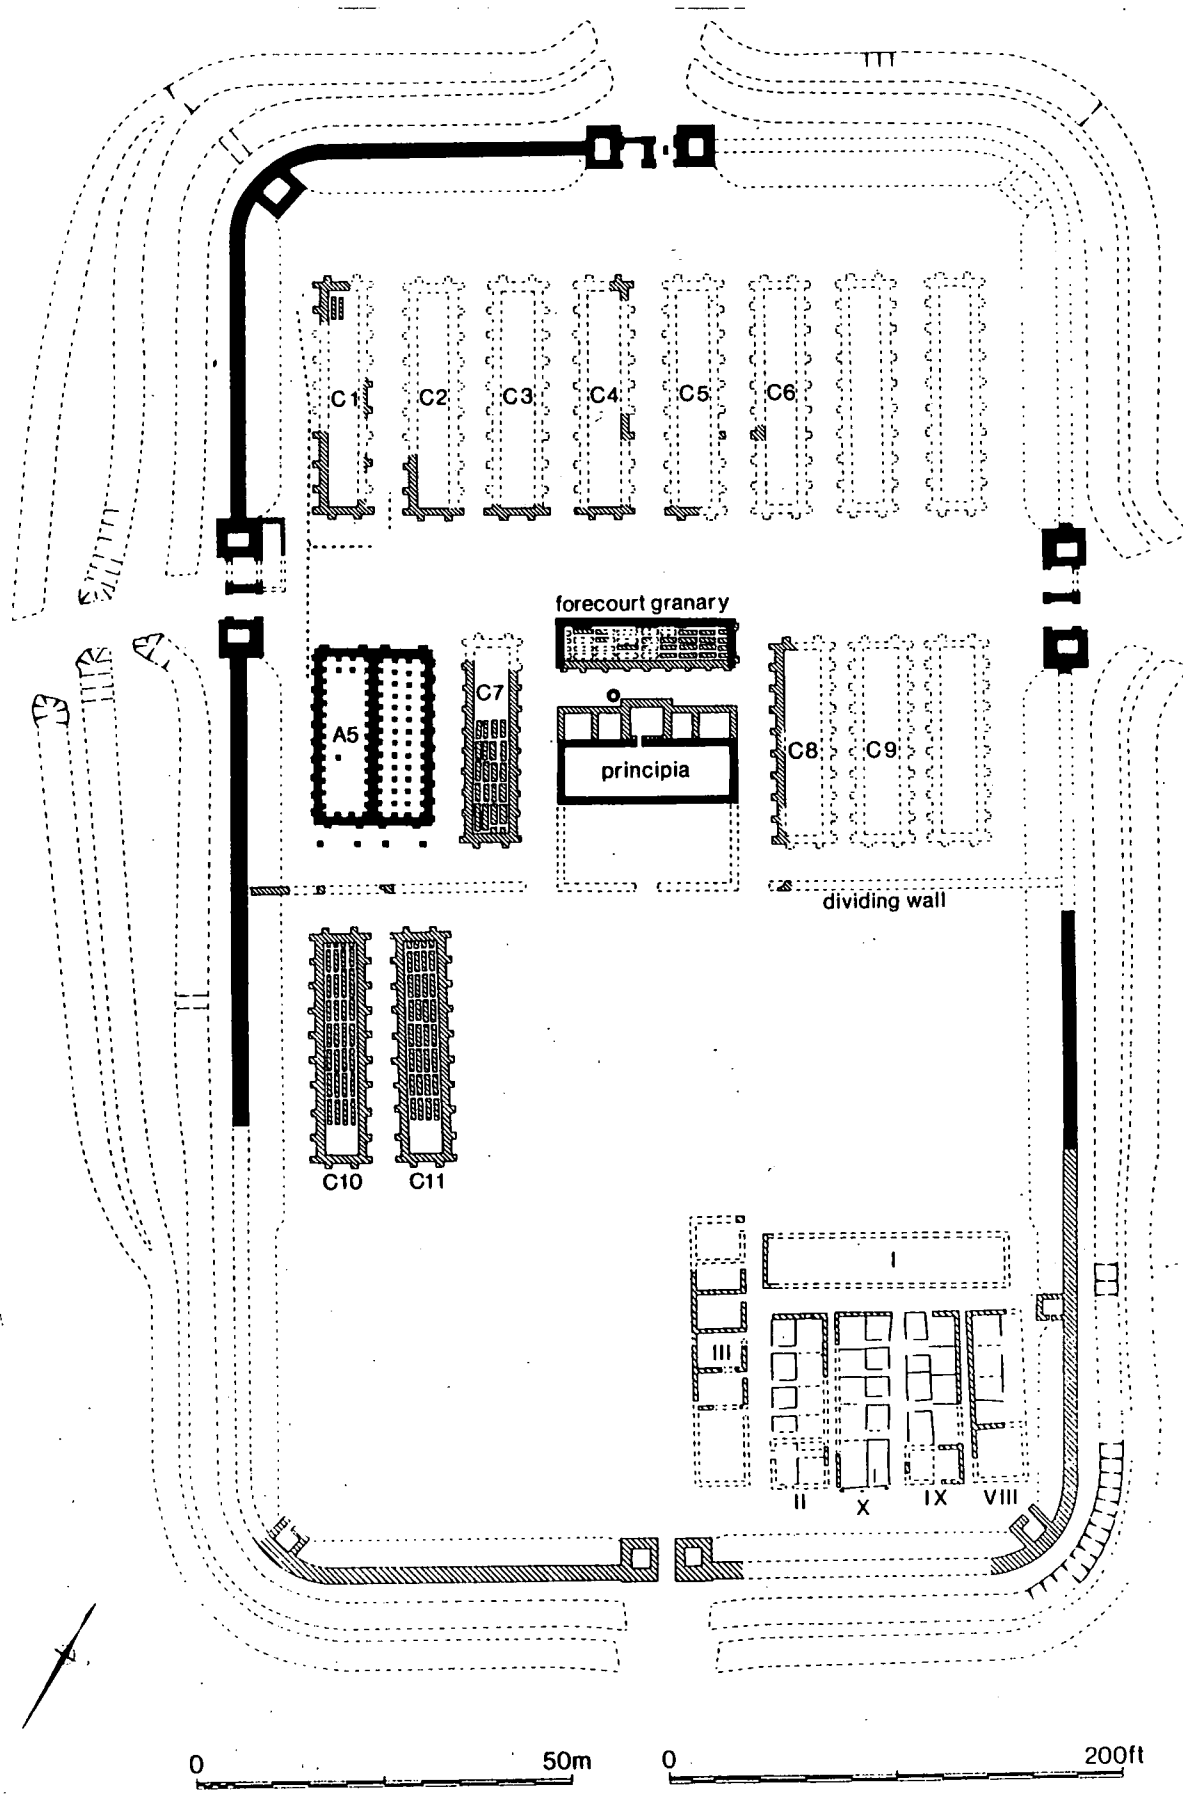 C1 C2 C3 C4 C5 C6
forecourt granary
C7
A5
principia
C8 C9
dividing wall
C10 C11
I
III
II X IX VIII
0 50m 0 200ft